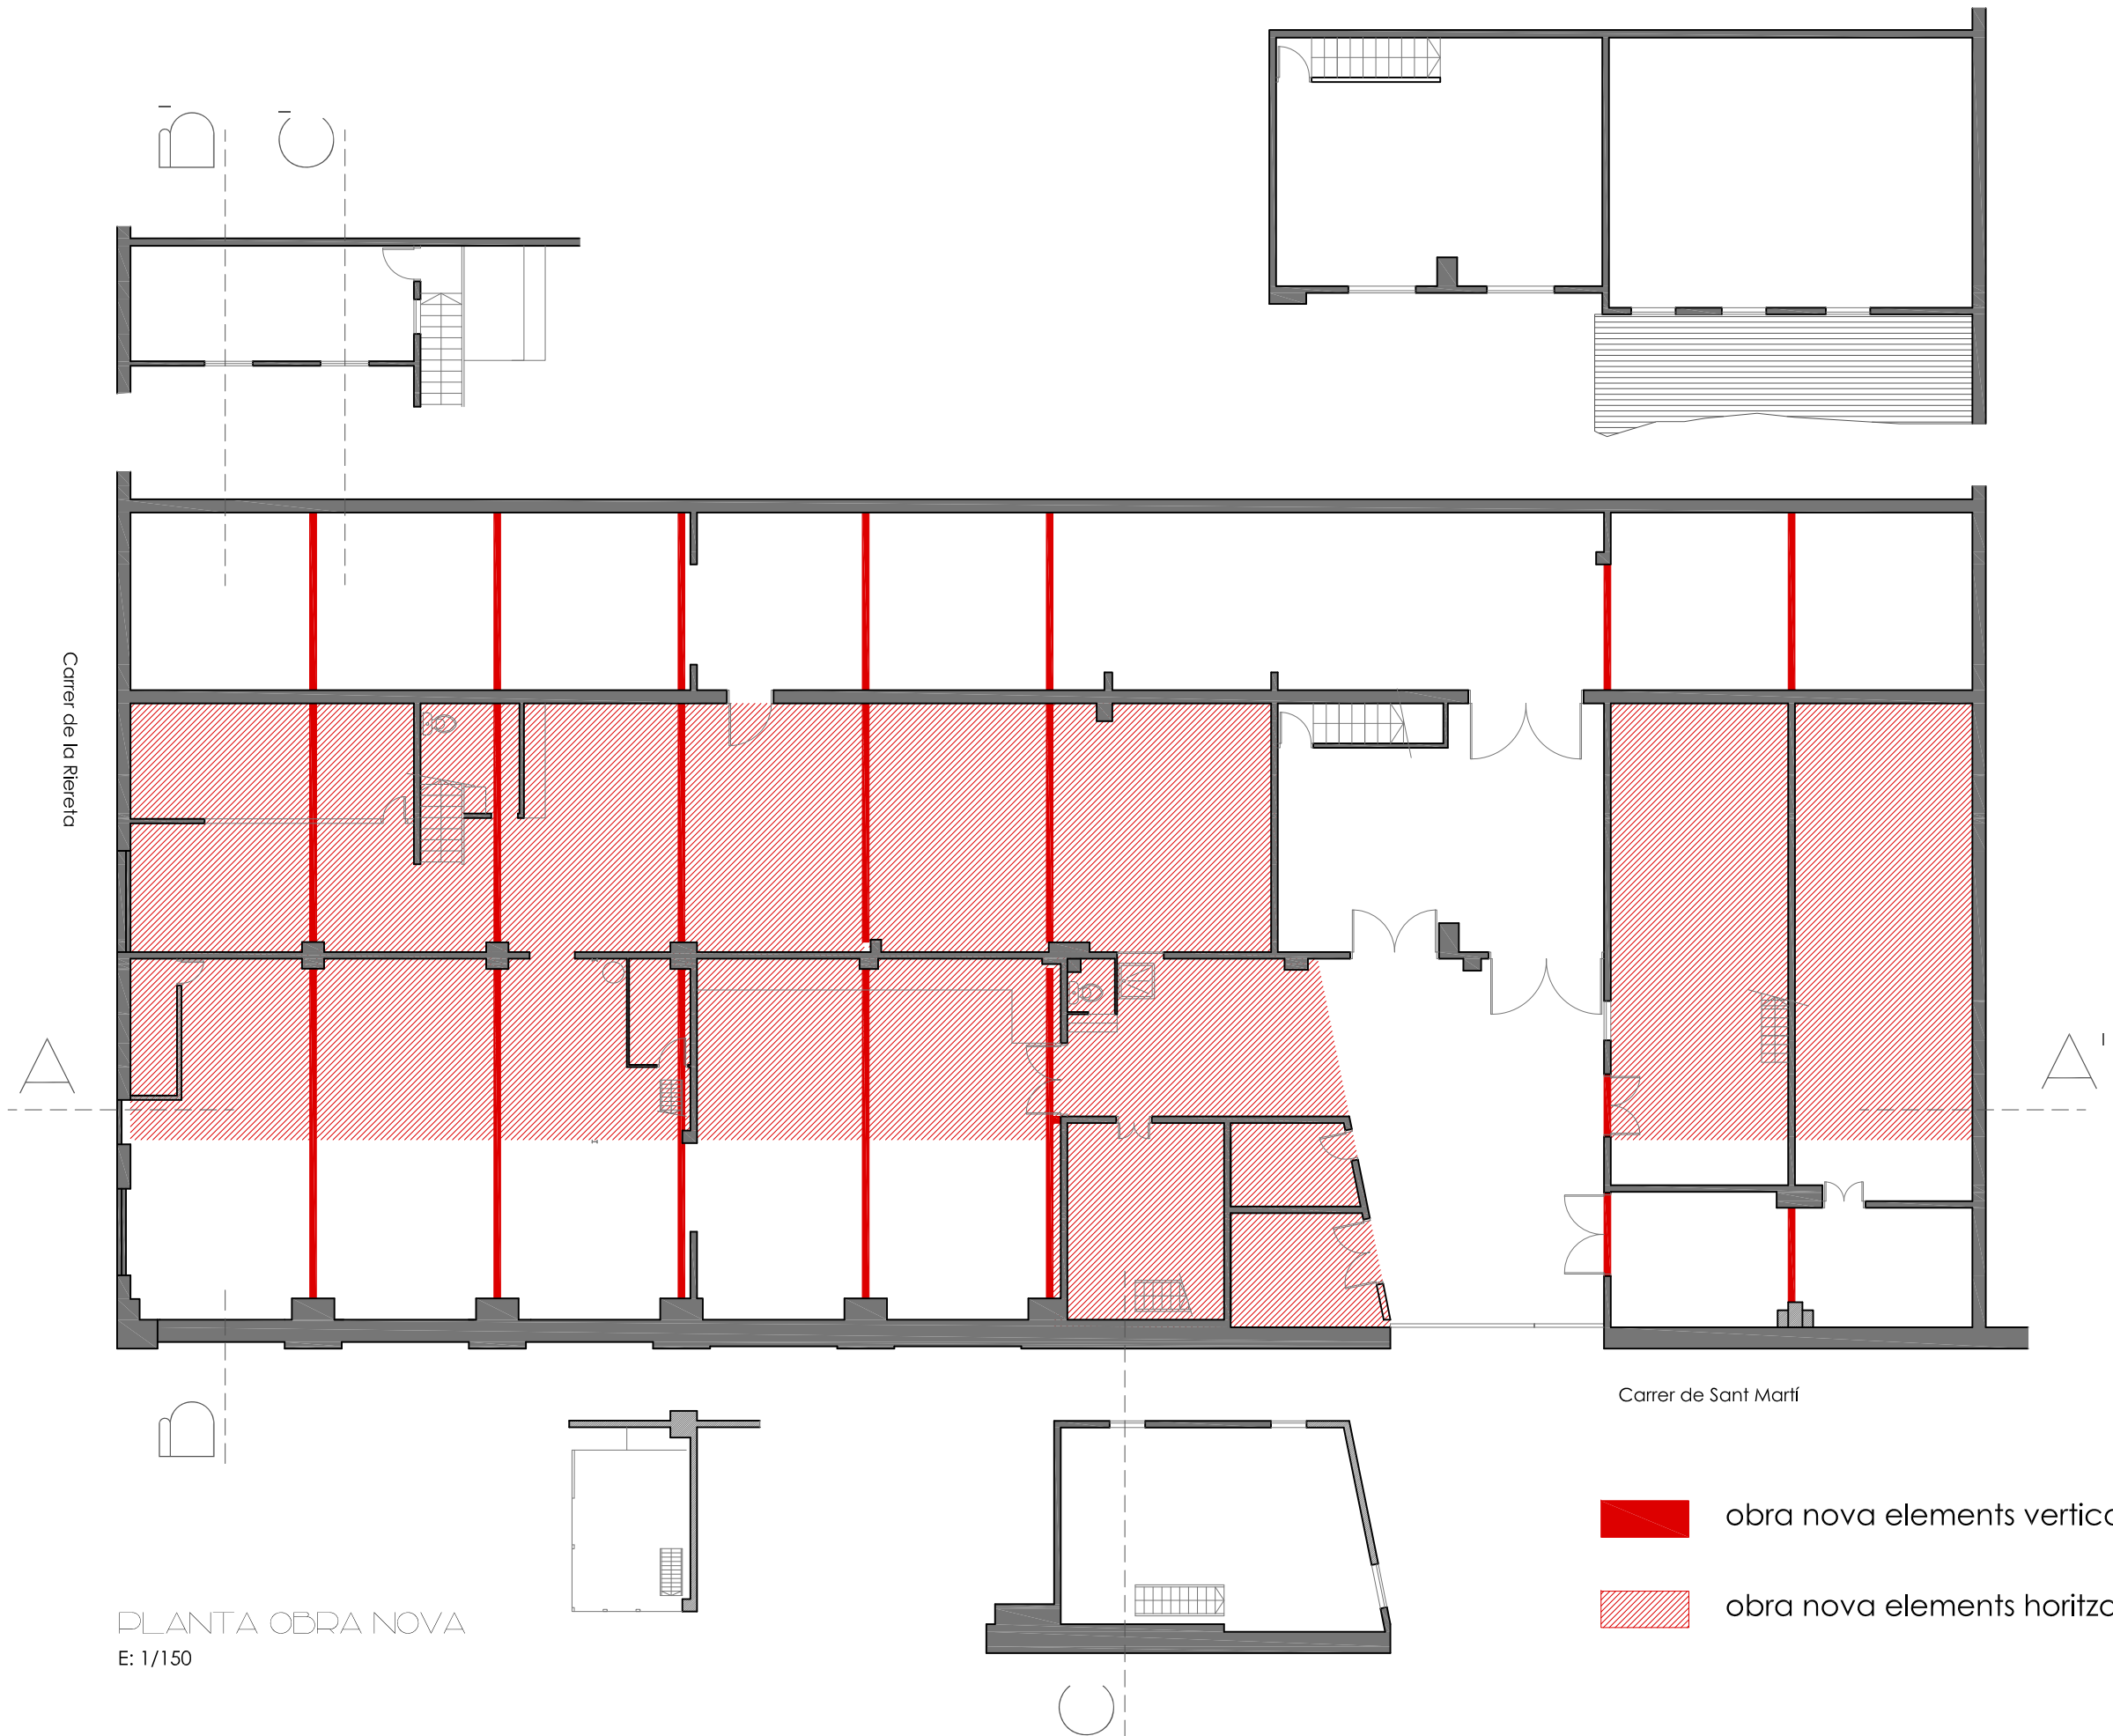 B'
C'
Carrer de la Riereta
A
A'
B
Carrer de Sant Martí
obra nova elements vertica
obra nova elements horitzo
PLANTA OBRA NOVA
E: 1/150
C